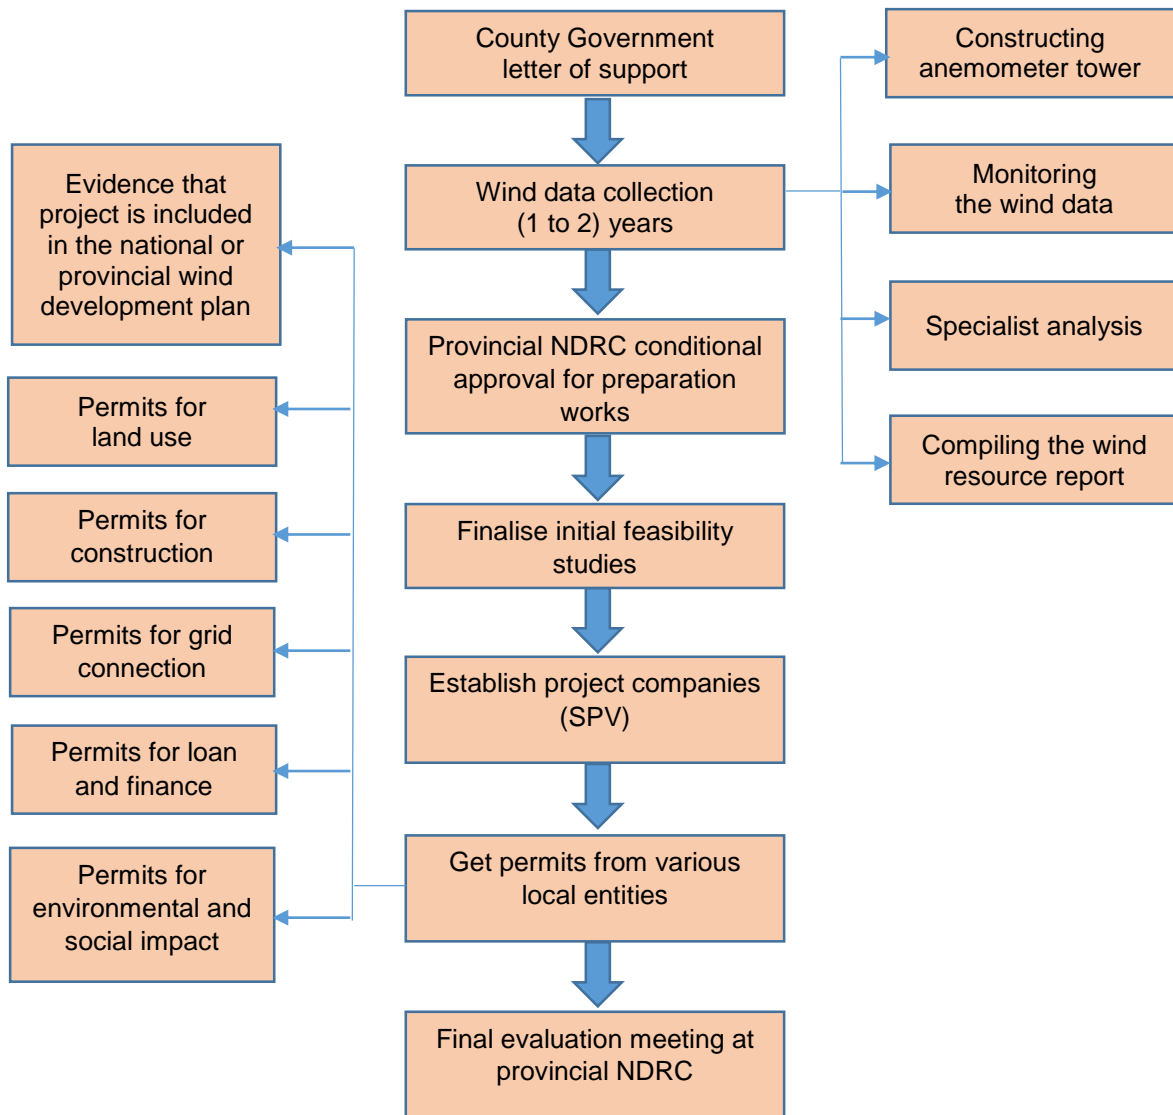 County Government
letter of support
Constructing
anemometer tower
Evidence that
project is included
in the national or
provincial wind
development plan
Wind data collection
(1 to 2) years
Monitoring
the wind data
Provincial NDRC conditional
approval for preparation
works
Specialist analysis
Permits for
land use
Compiling the wind
resource report
Permits for
construction
Finalise initial feasibility
studies
Permits for grid
connection
Establish project companies
(SPV)
Permits for loan
and finance
Get permits from various
local entities
Permits for
environmental and
social impact
Final evaluation meeting at
provincial NDRC